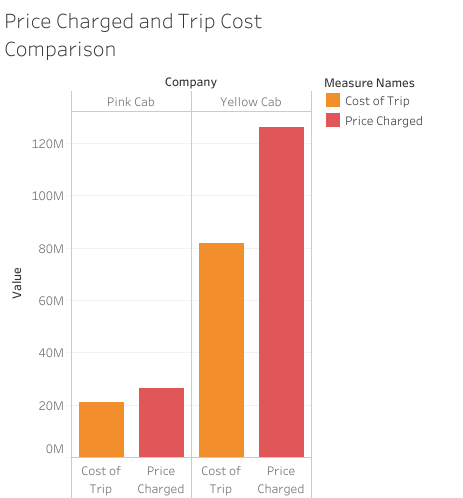 Price Charged and Trip Cost
Comparison
Company
Measure Names
Pink Cab Yellow Cab
Cost of Trip
Price Charged
120M
100M
80M
60M
40M
20M
0M
Value
Cost of Price Cost of Price
Trip Charged Trip Charged